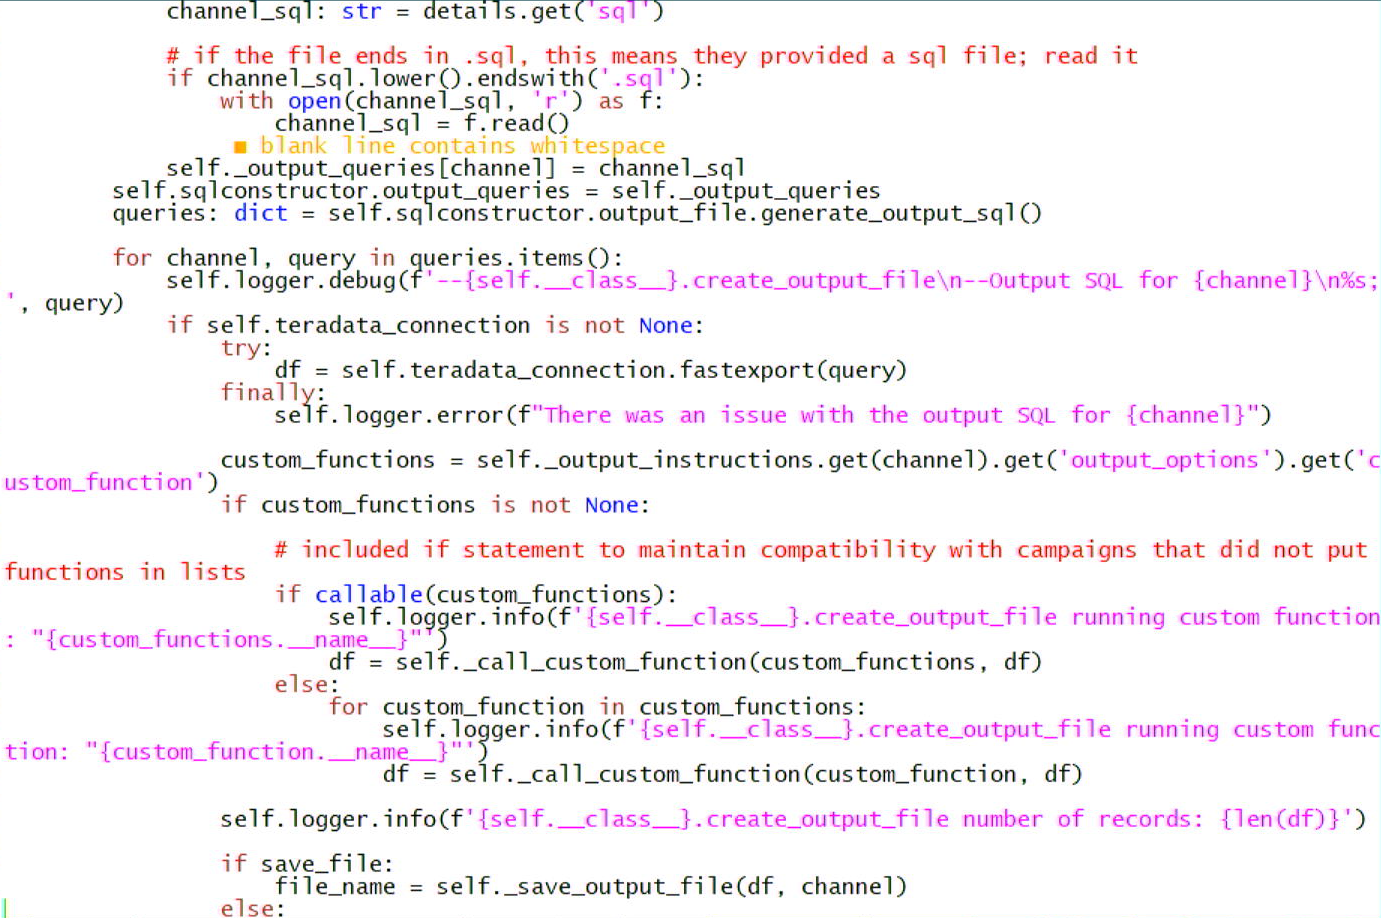 channel_sql: str = details.get('sql')
# if the file ends in .sql, this means they provided a sql file; read it
if channel_sql.lower().endswith('.sql'):
with open(channel_sql, 'r') as f:
channel_sql = f.read()
■ blank line contains whitespace
self._output_queries[channel] = channel_sql
self.sqlconstructor.output_queries = self._output_queries
queries: dict = self.sqlconstructor.output_file.generate_output_sql()
for channel, query in queries.items():
self.logger.debug(f'--{self.__class__}.create_output_file\n--Output SQL for {channel}\n%s;
', query)
if self.teradata_connection is not None:
try:
df = self.teradata_connection.fastexport(query)
finally:
self.logger.error(f"There was an issue with the output SQL for {channel}")
custom_functions = self._output_instructions.get(channel).get('output_options').get('c
ustom_function')
if custom_functions is not None:
# included if statement to maintain compatibility with campaigns that did not put
functions in lists
if callable(custom_functions):
self.logger.info(f'{self.__class__}.create_output_file running custom function
: "{custom_functions.__name__}"')
df = self._call_custom_function(custom_functions, df)
else:
for custom_function in custom_functions:
self.logger.info(f'{self.__class__}.create_output_file running custom func
tion: "{custom_function.__name__}"')
df = self._call_custom_function(custom_function, df)
self.logger.info(f'{self.__class__}.create_output_file number of records: {len(df)}')
if save_file:
file_name = self._save_output_file(df, channel)
else: